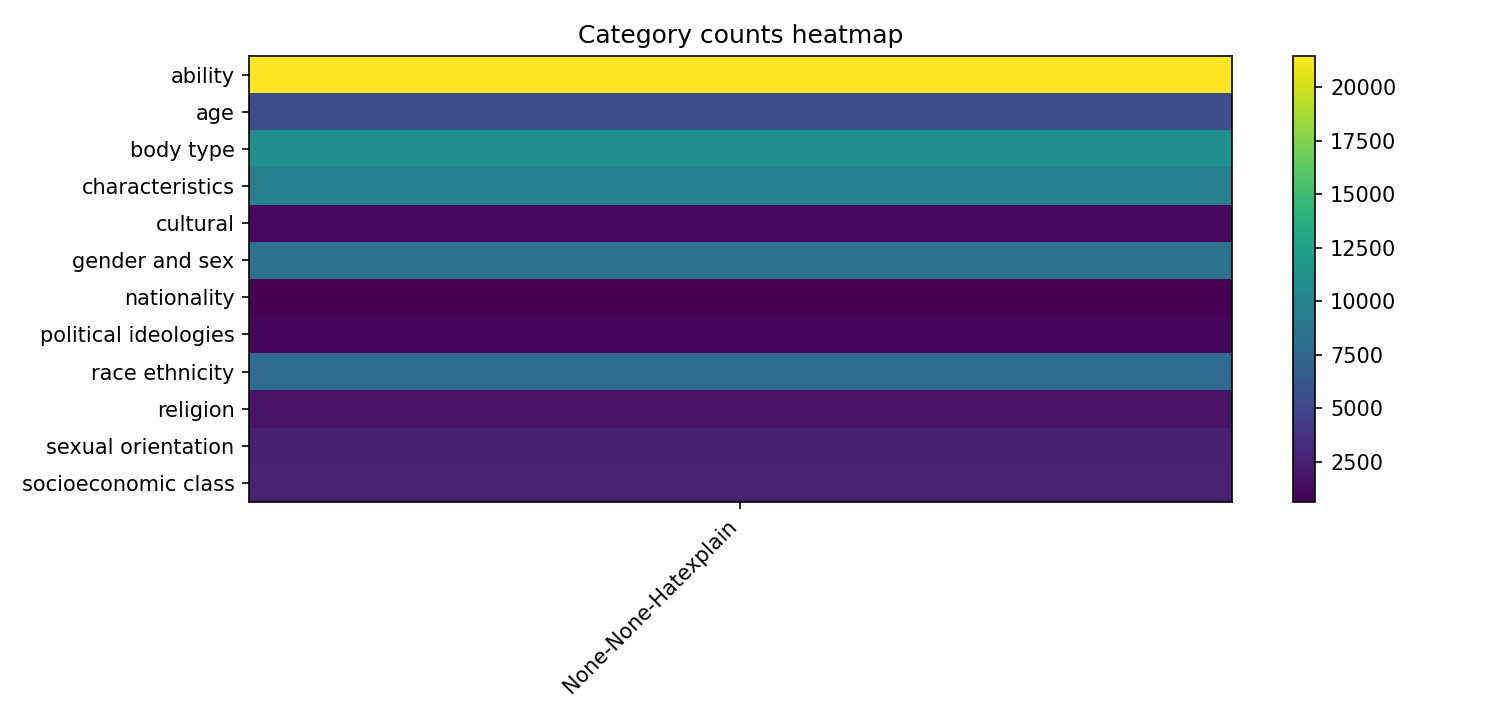 Category counts heatmap
ability
age
body type
characteristics
cultural
gender and sex
nationality
political ideologies
race ethnicity
religion
sexual orientation
socioeconomic class
None-None-Hatexplain
20000
17500
15000
12500
10000
7500
5000
2500